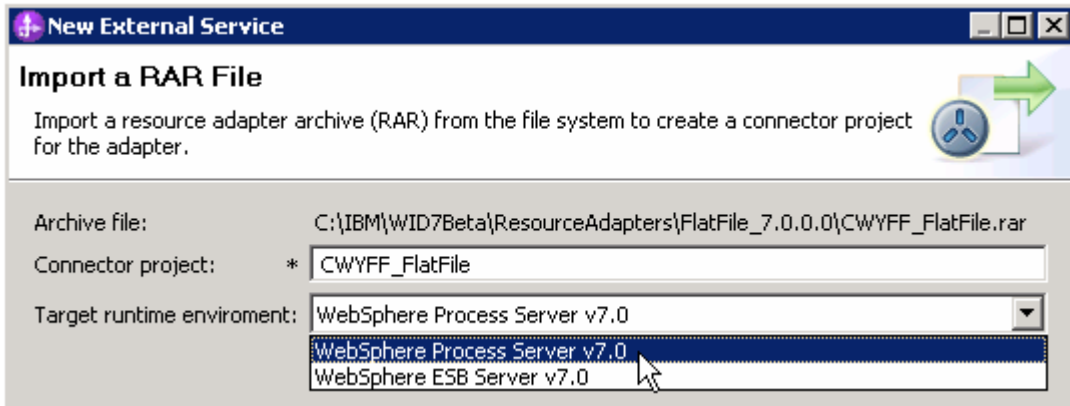 New External Service
Import a RAR File
Import a resource adapter archive (RAR) from the file system to create a connector project
for the adapter.
Archive file: C:\IBM\WID7Beta\ResourceAdapters\FlatFile_7.0.0.0\CWYFF_FlatFile.rar
Connector project: * CWYFF_FlatFile
Target runtime enviroment: WebSphere Process Server v7.0
WebSphere Process Server v7.0
WebSphere ESB Server v7.0